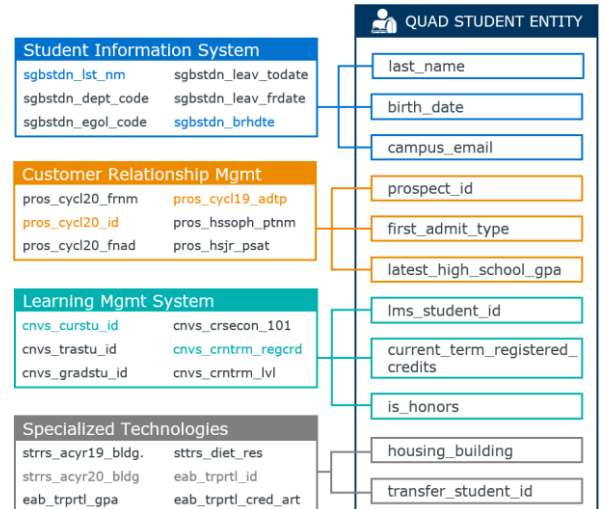 QUAD STUDENT ENTITY
Student Information System
sgbstdn_lst_nm sgbstdn_leav_todate
sgbstdn_dept_code sgbstdn_leav_frdate
sgbstdn_egol_code sgbstdn_brhdte
last_name
birth_date
campus_email
Customer Relationship Mgmt
pros_cycl20_frnm pros_cycl19_adtp
pros_cycl20_id pros_hssoph_ptnm
pros_cycl20_fnad pros_hsjr_psat
prospect_id
first_admit_type
latest_high_school_gpa
Learning Mgmt System
cnvs_curstu_id cnvs_crsecon_101
cnvs_trastu_id cnvs_crntrm_regcrd
cnvs_gradstu_id cnvs_crntrm_lvl
lms_student_id
current_term_registered_
credits
is_honors
Specialized Technologies
strrs_acyr19_bldg. sttrs_diet_res
strrs_acyr20_bldg eab_trprtl_id
eab_trprtl_gpa eab_trprtl_cred_art
housing_building
transfer_student_id